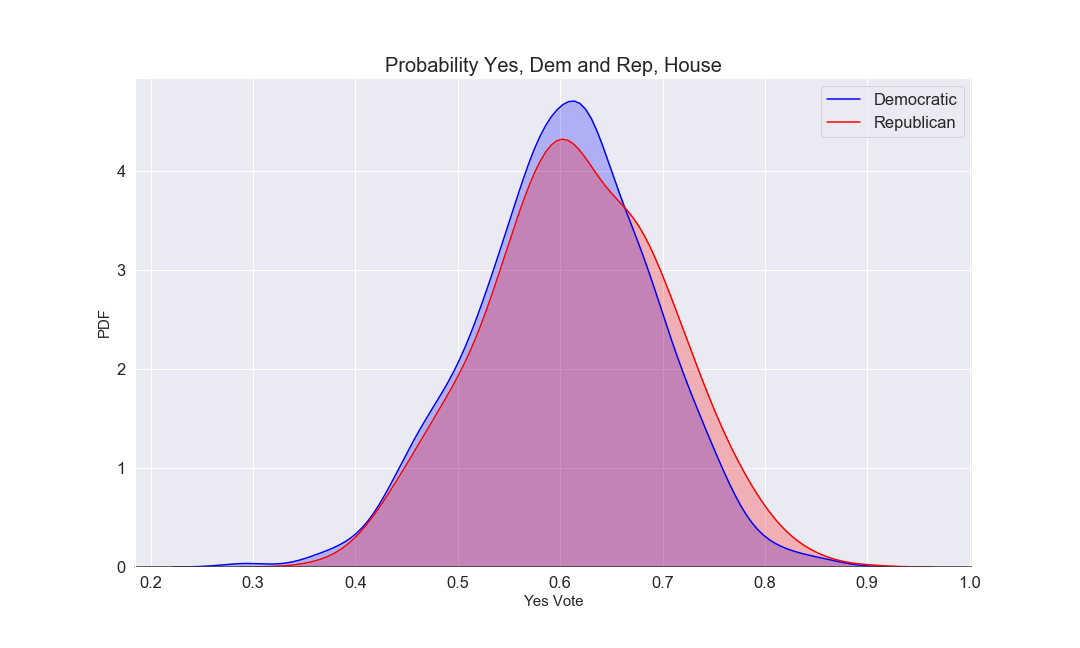 Probability Yes, Dem and Rep, House
Democratic
Republican
4
3
2
1
0
PDF
0.2 0.3 0.4 0.5 0.6 0.7 0.8 0.9 1.0
Yes Vote